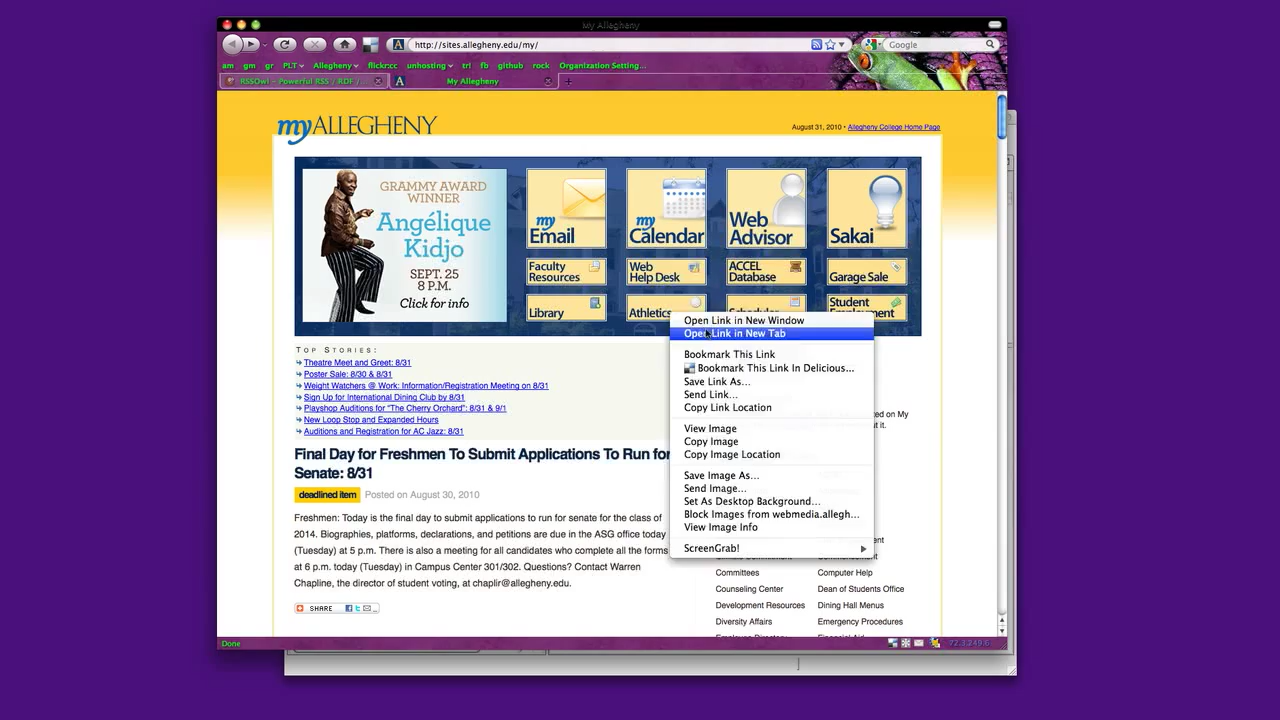 My Allegheny
http://sites.allegheny.edu/my/
Google
am gm gr PLT Allegheny flickr.cc unhosting tri fb github rock Organization Setting...
RSSOwl – Powerful RSS / RDF / ...
My Allegheny
myALLEGHENY
August 31, 2010 • Allegheny College Home Page
GRAMMY AWARD
WINNER
Angélique
Kidjo
SEPT. 25
8 P.M.
Click for info
my
Email
my
Calendar
Web
Advisor
Sakai
Faculty
Resources
Web
Help Desk
ACCEL
Database
Garage Sale
Library
Athletics
Scheduler
Student
Employment
Open Link in New Window
Open Link in New Tab
Bookmark This Link
Bookmark This Link In Delicious...
Save Link As...
Send Link...
Copy Link Location
View Image
Copy Image
Copy Image Location
Save Image As...
Send Image...
Set As Desktop Background...
Block Images from webmedia.allegh...
View Image Info
ScreenGrab!
TOP STORIES:
Theatre Meet and Greet: 8/31
Poster Sale: 8/30 & 8/31
Weight Watchers @ Work: Information/Registration Meeting on 8/31
Sign Up for International Dining Club by 8/31
Playshop Auditions for "The Cherry Orchard": 8/31 & 9/1
New Loop Stop and Expanded Hours
Auditions and Registration for AC Jazz: 8/31
Final Day for Freshmen To Submit Applications To Run for
Senate: 8/31
deadlined item Posted on August 30, 2010
Freshmen: Today is the final day to submit applications to run for senate for the class of
2014. Biographies, platforms, declarations, and petitions are due in the ASG office today
(Tuesday) at 5 p.m. There is also a meeting for all candidates who complete all the forms
at 6 p.m. today (Tuesday) in Campus Center 301/302. Questions? Contact Warren
Chapline, the director of student voting, at chaplir@allegheny.edu.
SHARE
on My
it.
Committees
Computer Help
Counseling Center
Dean of Students Office
Development Resources
Dining Hall Menus
Diversity Affairs
Emergency Procedures
Done
72.3.249.6